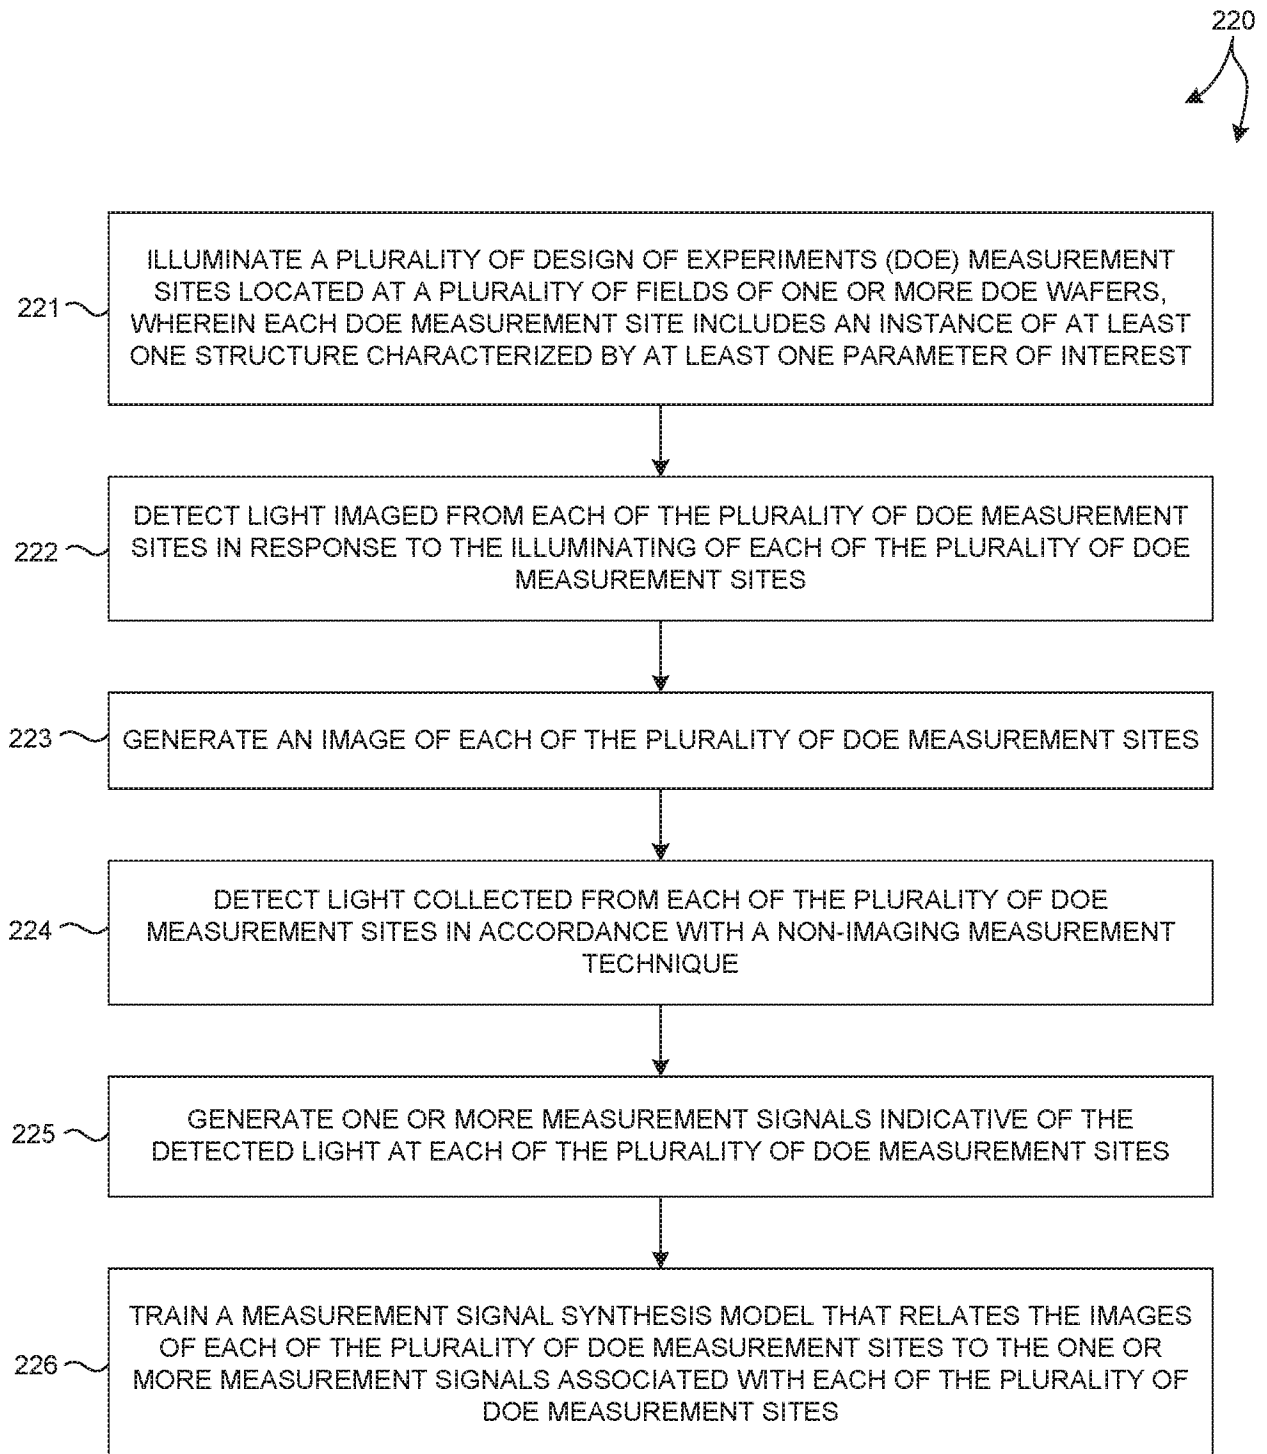 220
221
ILLUMINATE A PLURALITY OF DESIGN OF EXPERIMENTS (DOE) MEASUREMENT
SITES LOCATED AT A PLURALITY OF FIELDS OF ONE OR MORE DOE WAFERS,
WHEREIN EACH DOE MEASUREMENT SITE INCLUDES AN INSTANCE OF AT LEAST
ONE STRUCTURE CHARACTERIZED BY AT LEAST ONE PARAMETER OF INTEREST
222
DETECT LIGHT IMAGED FROM EACH OF THE PLURALITY OF DOE MEASUREMENT
SITES IN RESPONSE TO THE ILLUMINATING OF EACH OF THE PLURALITY OF DOE
MEASUREMENT SITES
223
GENERATE AN IMAGE OF EACH OF THE PLURALITY OF DOE MEASUREMENT SITES
224
DETECT LIGHT COLLECTED FROM EACH OF THE PLURALITY OF DOE
MEASUREMENT SITES IN ACCORDANCE WITH A NON-IMAGING MEASUREMENT
TECHNIQUE
225
GENERATE ONE OR MORE MEASUREMENT SIGNALS INDICATIVE OF THE
DETECTED LIGHT AT EACH OF THE PLURALITY OF DOE MEASUREMENT SITES
226
TRAIN A MEASUREMENT SIGNAL SYNTHESIS MODEL THAT RELATES THE IMAGES
OF EACH OF THE PLURALITY OF DOE MEASUREMENT SITES TO THE ONE OR
MORE MEASUREMENT SIGNALS ASSOCIATED WITH EACH OF THE PLURALITY OF
DOE MEASUREMENT SITES